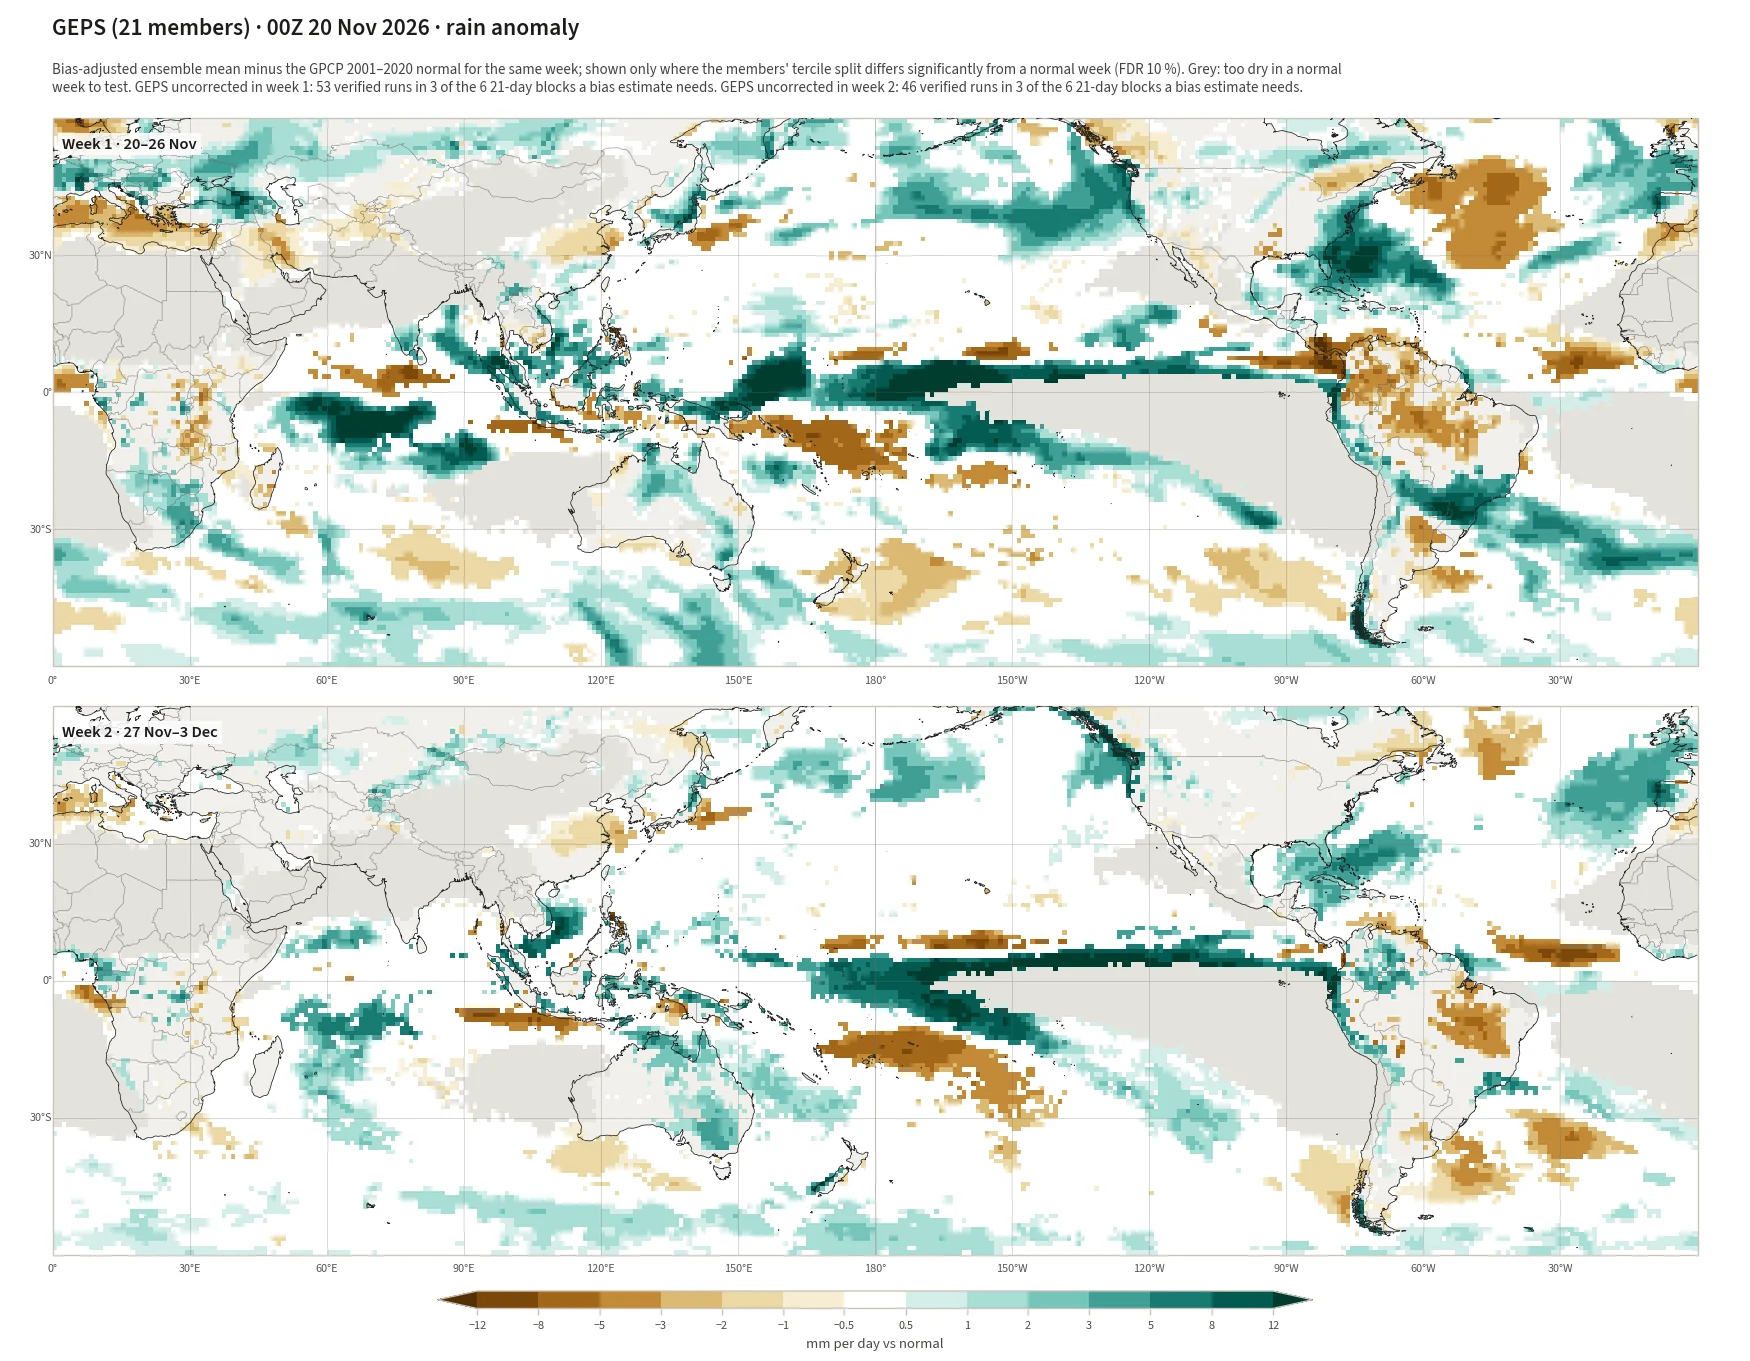 GEPS (21 members) · 00Z 20 Nov 2026 · rain anomaly
Bias-adjusted ensemble mean minus the GPCP 2001–2020 normal for the same week; shown only where the members' tercile split differs significantly from a normal week (FDR 10 %). Grey: too dry in a normal
week to test. GEPS uncorrected in week 1: 53 verified runs in 3 of the 6 21-day blocks a bias estimate needs. GEPS uncorrected in week 2: 46 verified runs in 3 of the 6 21-day blocks a bias estimate needs.
Week 1 · 20–26 Nov
30°N
0°
30°S
0° 30°E 60°E 90°E 120°E 150°E 180° 150°W 120°W 90°W 60°W 30°W
Week 2 · 27 Nov–3 Dec
30°N
0°
30°S
0° 30°E 60°E 90°E 120°E 150°E 180° 150°W 120°W 90°W 60°W 30°W
−12 −8 −5 −3 −2 −1 −0.5 0.5 1 2 3 5 8 12
mm per day vs normal